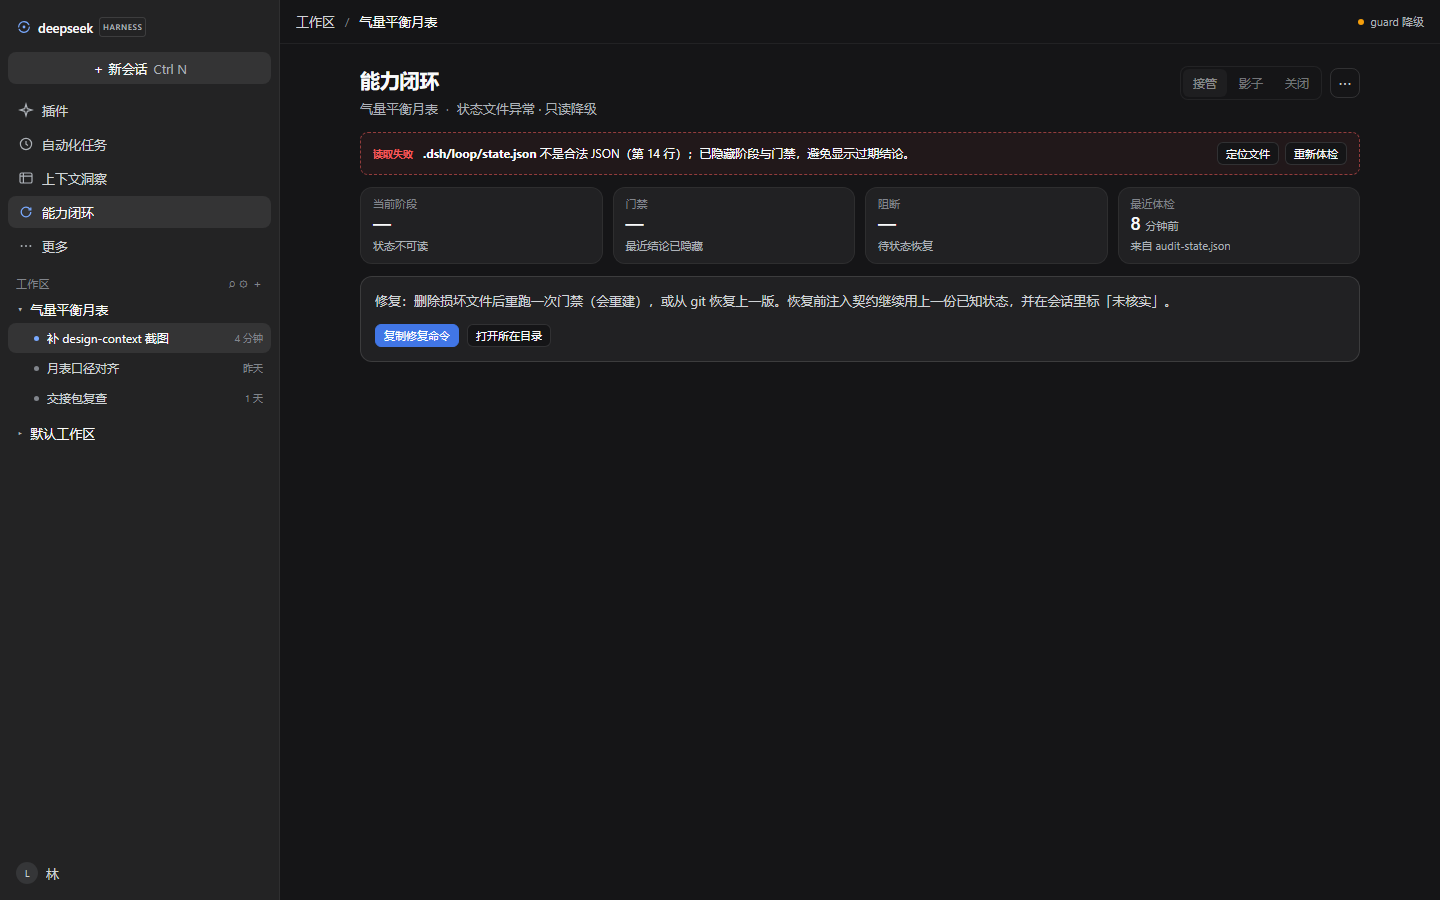 deepseek HARNESS
+ 新会话 Ctrl N
插件
自动化任务
上下文洞察
能力闭环
更多
工作区
气量平衡月表
补 design-context 截图 4 分钟
月表口径对齐 昨天
交接包复查 1 天
默认工作区
L 林
工作区 / 气量平衡月表
guard 降级
能力闭环
接管 影子 关闭 ...
气量平衡月表 · 状态文件异常 · 只读降级
读取失败 .dsh/loop/state.json 不是合法 JSON（第 14 行）；已隐藏阶段与门禁，避免显示过期结论。
定位文件 重新体检
当前阶段
—
状态不可读
门禁
—
最近结论已隐藏
阻断
—
待状态恢复
最近体检
8 分钟前
来自 audit-state.json
修复：删除损坏文件后重跑一次门禁（会重建），或从 git 恢复上一版。恢复前注入契约继续用上一份已知状态，并在会话里标「未核实」。
复制修复命令 打开所在目录